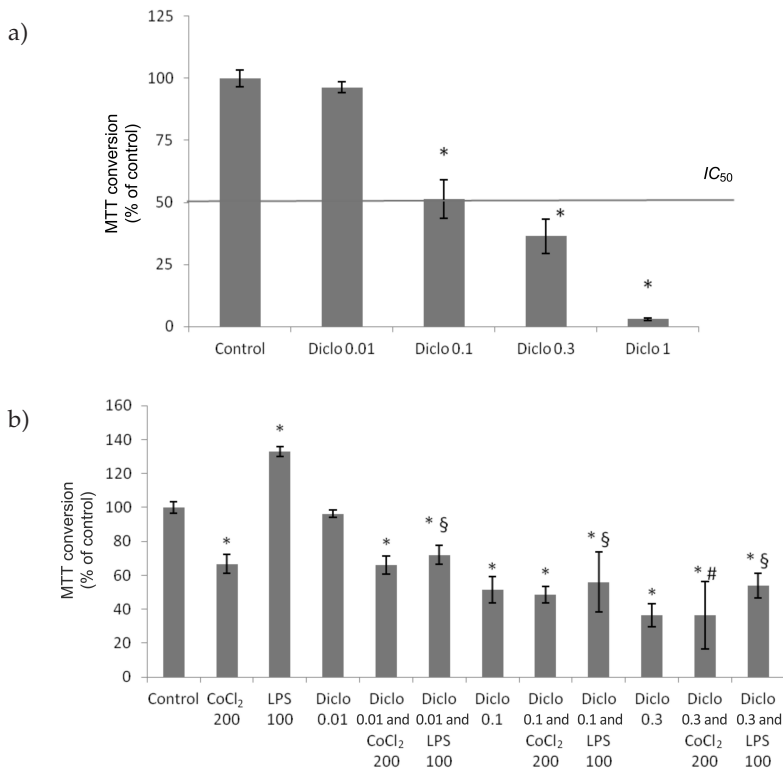 a)
MTT conversion
(% of control)
125
100
75
50
25
0
IC50
*
*
*
Control
Diclo 0.01
Diclo 0.1
Diclo 0.3
Diclo 1
b)
MTT conversion
(% of control)
160
140
120
100
80
60
40
20
0
*
*
*
* §
*
*
* §
*
* #
* §
Control
CoCl2
200
LPS
100
Diclo
0.01
Diclo
0.01 and
CoCl2
200
Diclo
0.01 and
LPS
100
Diclo
0.1
Diclo
0.1 and
CoCl2
200
Diclo
0.1 and
LPS
100
Diclo
0.3
Diclo
0.3 and
CoCl2
200
Diclo
0.3 and
LPS
100